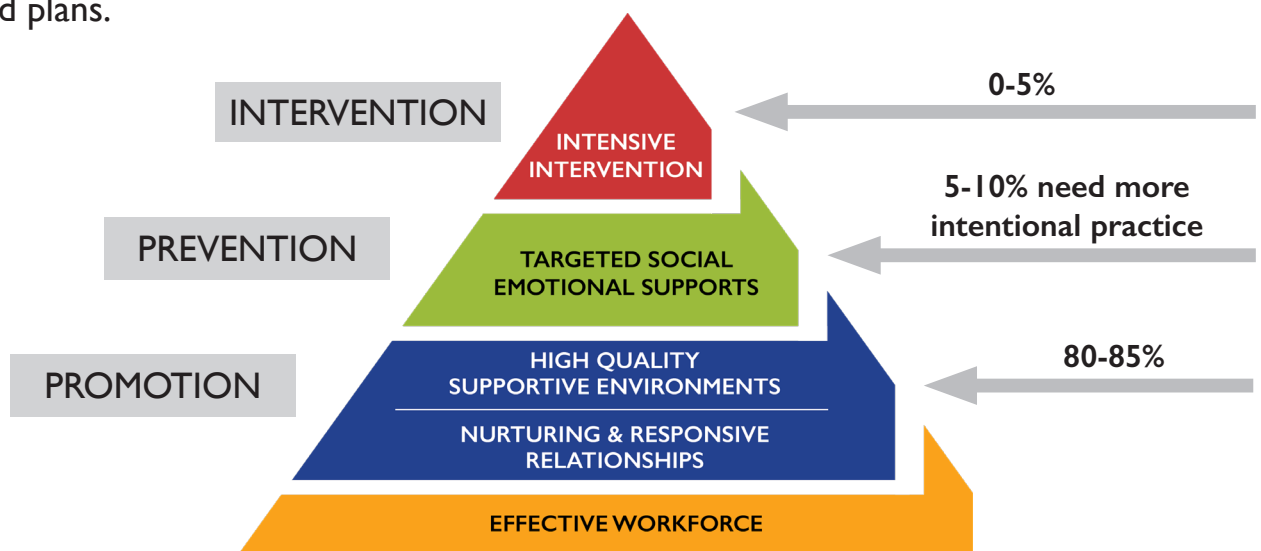 d plans.
INTERVENTION
INTENSIVE
INTERVENTION
0-5%
PREVENTION
TARGETED SOCIAL
EMOTIONAL SUPPORTS
5-10% need more
intentional practice
PROMOTION
HIGH QUALITY
SUPPORTIVE ENVIRONMENTS
NURTURING & RESPONSIVE
RELATIONSHIPS
80-85%
EFFECTIVE WORKFORCE